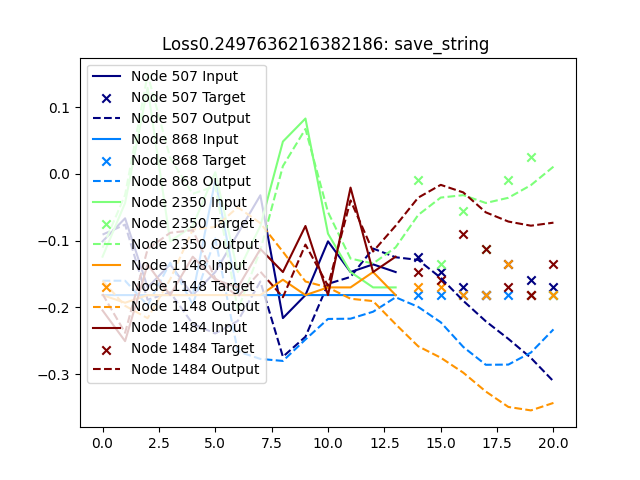 Loss0.2497636216382186: save_string
Node 507 Input
Node 507 Target
Node 507 Output
Node 868 Input
Node 868 Target
Node 868 Output
Node 2350 Input
Node 2350 Target
Node 2350 Output
Node 1148 Input
Node 1148 Target
Node 1148 Output
Node 1484 Input
Node 1484 Target
Node 1484 Output
0.1
0.0
−0.1
−0.2
−0.3
0.0 2.5 5.0 7.5 10.0 12.5 15.0 17.5 20.0